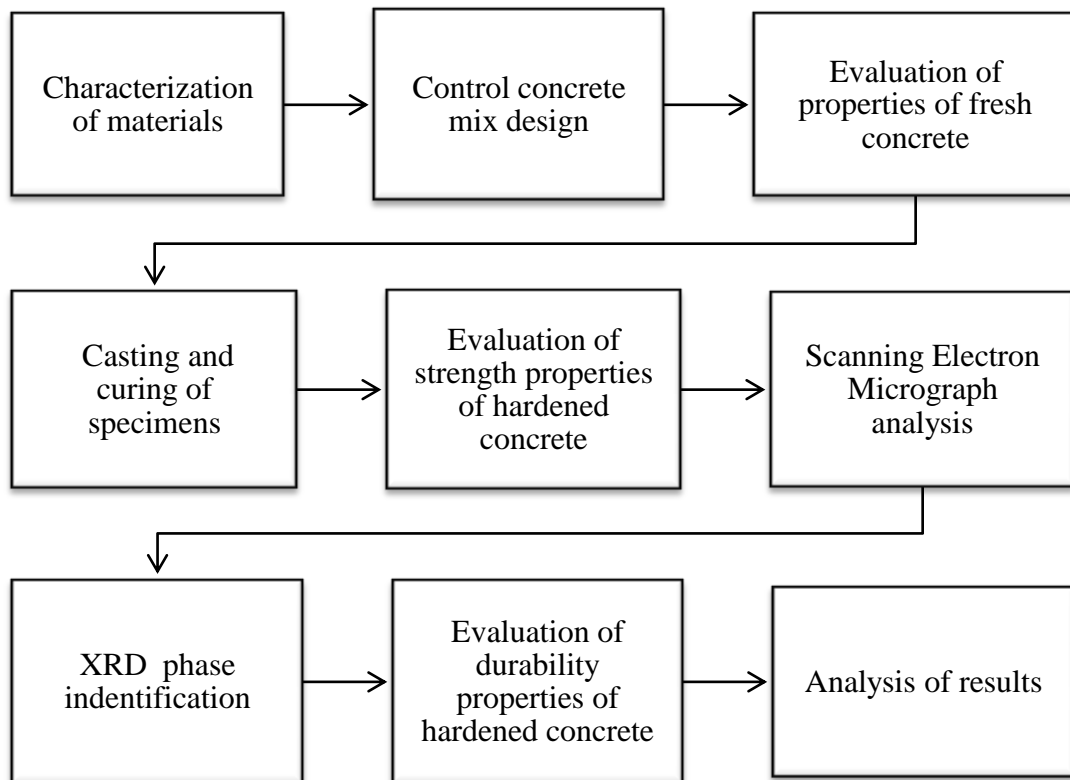 Characterization
of materials
Control concrete
mix design
Evaluation of
properties of fresh
concrete
Casting and
curing of
specimens
Evaluation of
strength properties
of hardened
concrete
Scanning Electron
Micrograph
analysis
XRD phase
indentification
Evaluation of
durability
properties of
hardened concrete
Analysis of results